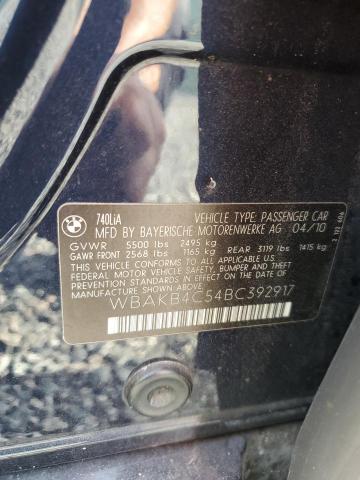 BMW
740LiA VEHICLE TYPE: PASSENGER CAR
MFD BY BAYERISCHE MOTORENWERKE AG 04/10
GVWR 5500 lbs 2495 kg
GAWR FRONT 2568 lbs 1165 kg REAR 3119 lbs 1415 kg
THIS VEHICLE CONFORMS TO ALL APPLICABLE
FEDERAL MOTOR VEHICLE SAFETY, BUMPER AND THEFT
PREVENTION STANDARDS IN EFFECT ON THE DATE OF
MANUFACTURE SHOWN ABOVE.
WBAKB4C54BC392917